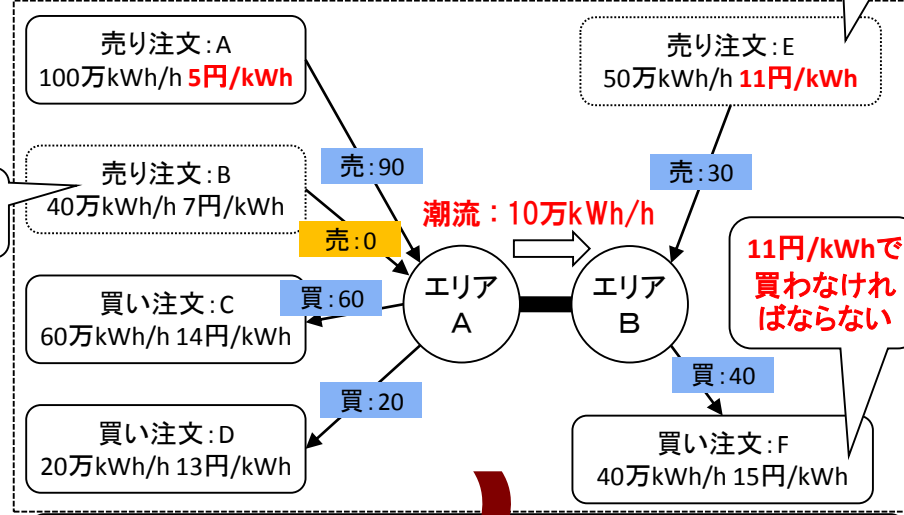 売り注文:A
100万kWh/h 5円/kWh
売り注文:E
50万kWh/h 11円/kWh
売:90
売り注文:B
40万kWh/h 7円/kWh
売:30
潮流：10万kWh/h
売:0
11円/kWhで
買わなけれ
ばならない
買い注文:C
60万kWh/h 14円/kWh
買:60
エリア
A
エリア
B
買:40
買:20
買い注文:D
20万kWh/h 13円/kWh
買い注文:F
40万kWh/h 15円/kWh